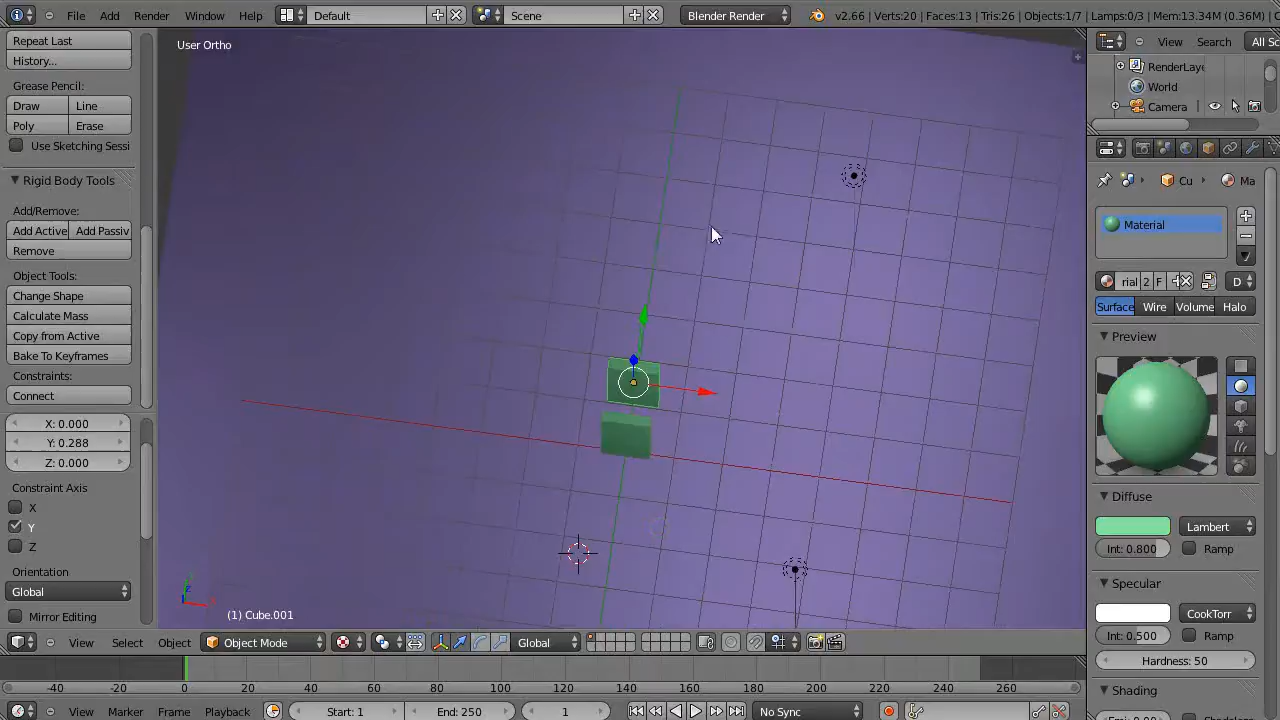 File Add Render Window Help Default Scene Blender Render v2.66 | Verts:20 | Faces:13 | Tris:26 | Objects:1/7 | Lamps:0/3 | Mem:13.34M (0.36M) | Cu
Repeat Last
History...
Grease Pencil:
Draw Line
Poly Erase
Use Sketching Sessi
Rigid Body Tools
Add/Remove:
Add Active Add Passiv
Remove
Object Tools:
Change Shape
Calculate Mass
Copy from Active
Bake To Keyframes
Constraints:
Connect
X: 0.000
Y: 0.288
Z: 0.000
Constraint Axis
X
Y
Z
Orientation
Global
Mirror Editing
User Ortho
(1) Cube.001
View Select Object Object Mode Global
-40 -20 0 20 40 60 80 100 120 140 160 180 200 220 240 260
View Marker Frame Playback Start: 1 End: 250 1 No Sync
View Search All Sc
RenderLaye
World
Camera
Cu Ma
Material
rial 2 F D
Surface Wire Volume Halo
Preview
Diffuse
Lambert
Int: 0.800 Ramp
Specular
CookTorr
Int: 0.500 Ramp
Hardness: 50
Shading